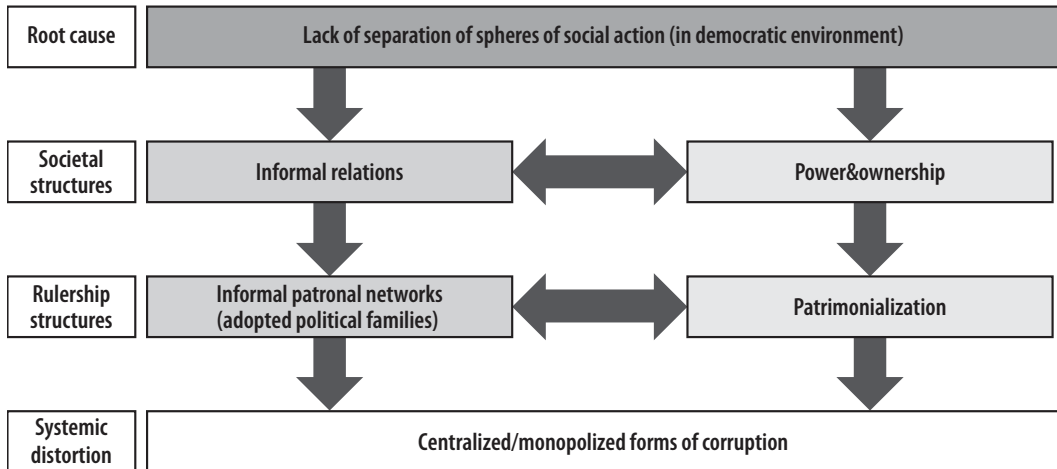 Root cause
Lack of separation of spheres of social action (in democratic environment)
Societal
structures
Informal relations
Power&ownership
Rulership
structures
Informal patronal networks
(adopted political families)
Patrimonialization
Systemic
distortion
Centralized/monopolized forms of corruption